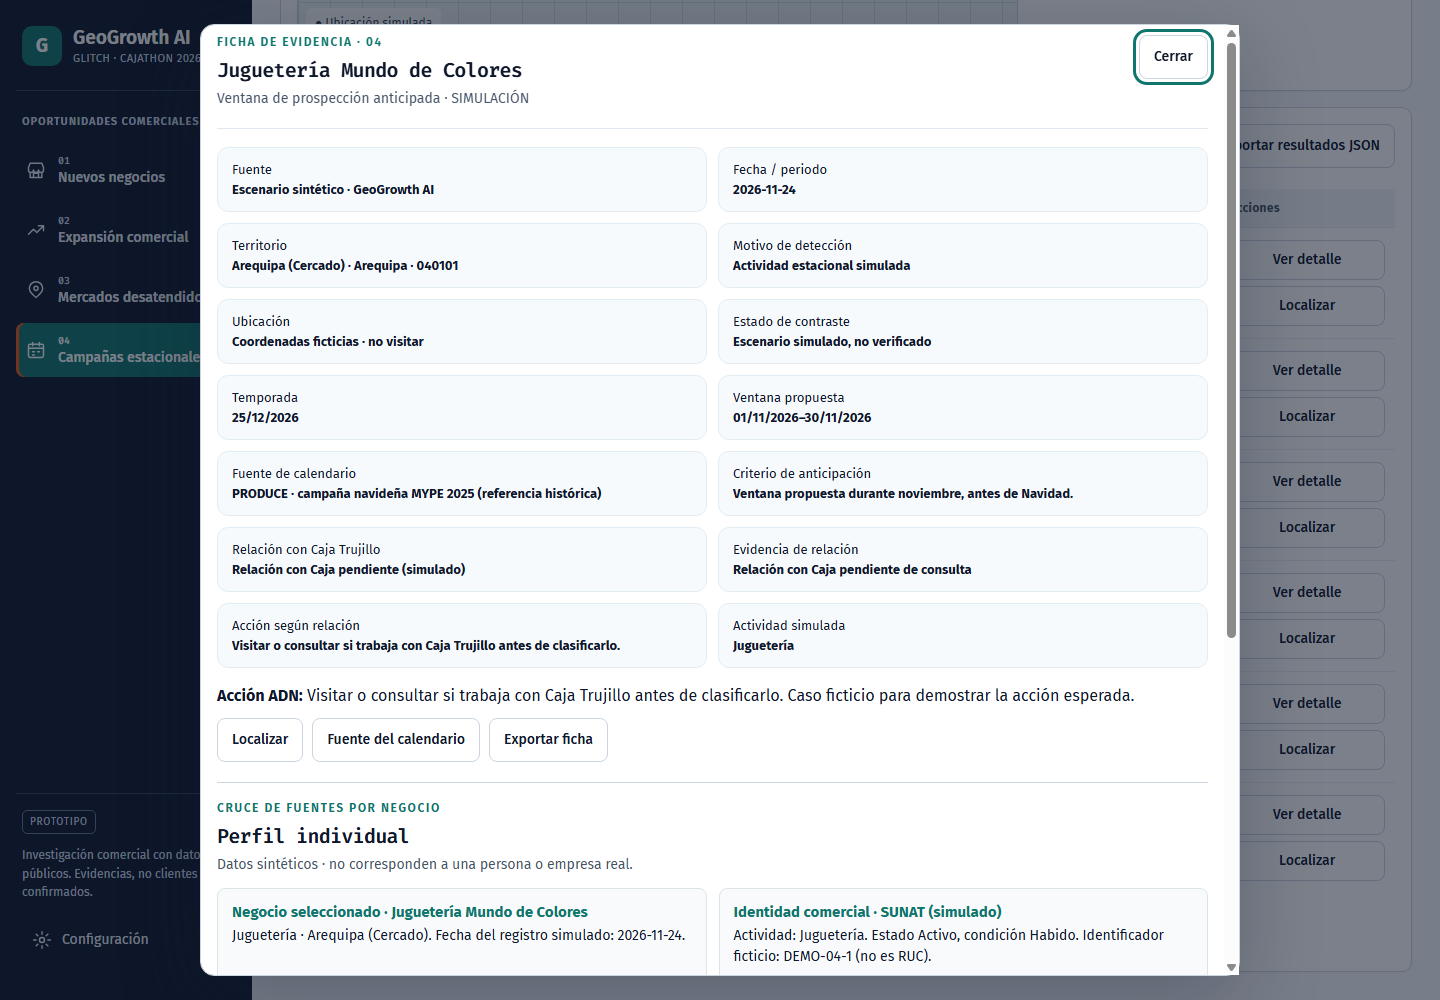 G
GeoGrowth AI
GLITCH · CAJATHON 2026
OPORTUNIDADES COMERCIALES
01
Nuevos negocios
02
Expansión comercial
03
Mercados desatendido
04
Campañas estacionale
PROTOTIPO
Investigación comercial con dato
públicos. Evidencias, no clientes
confirmados.
Configuración
Ubicación simulada
FICHA DE EVIDENCIA · 04
Juguetería Mundo de Colores
Ventana de prospección anticipada · SIMULACIÓN
Cerrar
Fuente
Escenario sintético · GeoGrowth AI
Fecha / periodo
2026-11-24
Territorio
Arequipa (Cercado) · Arequipa · 040101
Motivo de detección
Actividad estacional simulada
Ubicación
Coordenadas ficticias · no visitar
Estado de contraste
Escenario simulado, no verificado
Temporada
25/12/2026
Ventana propuesta
01/11/2026–30/11/2026
Fuente de calendario
PRODUCE · campaña navideña MYPE 2025 (referencia histórica)
Criterio de anticipación
Ventana propuesta durante noviembre, antes de Navidad.
Relación con Caja Trujillo
Relación con Caja pendiente (simulado)
Evidencia de relación
Relación con Caja pendiente de consulta
Acción según relación
Visitar o consultar si trabaja con Caja Trujillo antes de clasificarlo.
Actividad simulada
Juguetería
Acción ADN: Visitar o consultar si trabaja con Caja Trujillo antes de clasificarlo. Caso ficticio para demostrar la acción esperada.
Localizar
Fuente del calendario
Exportar ficha
CRUCE DE FUENTES POR NEGOCIO
Perfil individual
Datos sintéticos · no corresponden a una persona o empresa real.
Negocio seleccionado · Juguetería Mundo de Colores
Juguetería · Arequipa (Cercado). Fecha del registro simulado: 2026-11-24.
Identidad comercial · SUNAT (simulado)
Actividad: Juguetería. Estado Activo, condición Habido. Identificador
ficticio: DEMO-04-1 (no es RUC).
portar resultados JSON
cciones
Ver detalle
Localizar
Ver detalle
Localizar
Ver detalle
Localizar
Ver detalle
Localizar
Ver detalle
Localizar
Ver detalle
Localizar